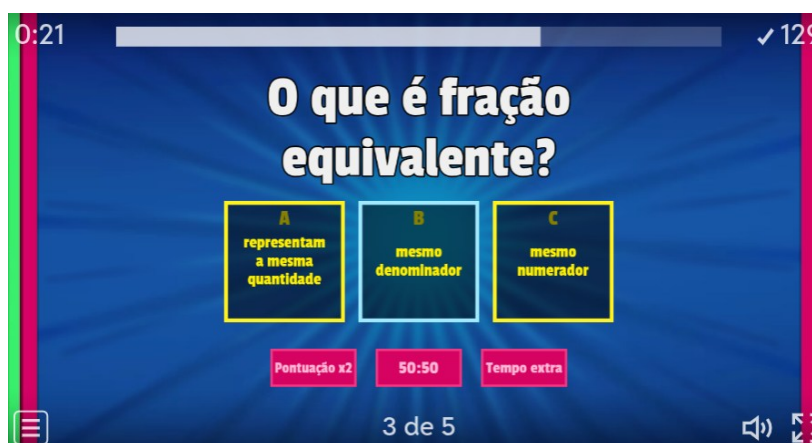 0:21
✓ 129
O que é fração
equivalente?
A
representam
a mesma
quantidade
B
mesmo
denominador
C
mesmo
numerador
Pontuação x2
50:50
Tempo extra
3 de 5